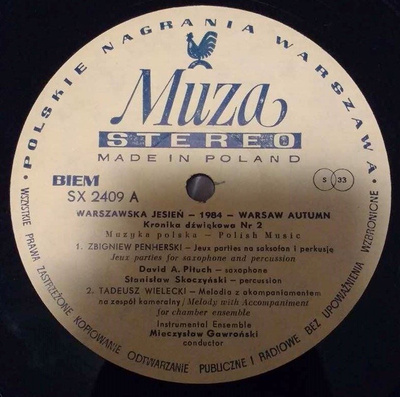 • POLSKIE NAGRANIA WARSZAWA •
Muza
STEREO
MADE IN POLAND
BIEM
SX 2409 A
S 33
WARSZAWSKA JESIEŃ – 1984 – WARSAW AUTUMN
Kronika dźwiękowa Nr 2
Muzyka polska – Polish Music
1. ZBIGNIEW PENHERSKI – Jeux parties na saksofon i perkusję
Jeux parties for saxophone and percussion
David A. Pituch – saxophone
Stanisław Skoczyński – percussion
2. TADEUSZ WIELECKI – Melodia z akompaniamentem
na zespół kameralny / Melody with Accompaniment
for chamber ensemble
Instrumental Ensemble
Mieczysław Gawroński
conductor
WSZYSTKIE PRAWA ZASTRZEŻONE KOPIOWANIE ODTWARZANIE PUBLICZNE I RADIOWE BEZ UPOWAŻNIENIA WZBRONIONE